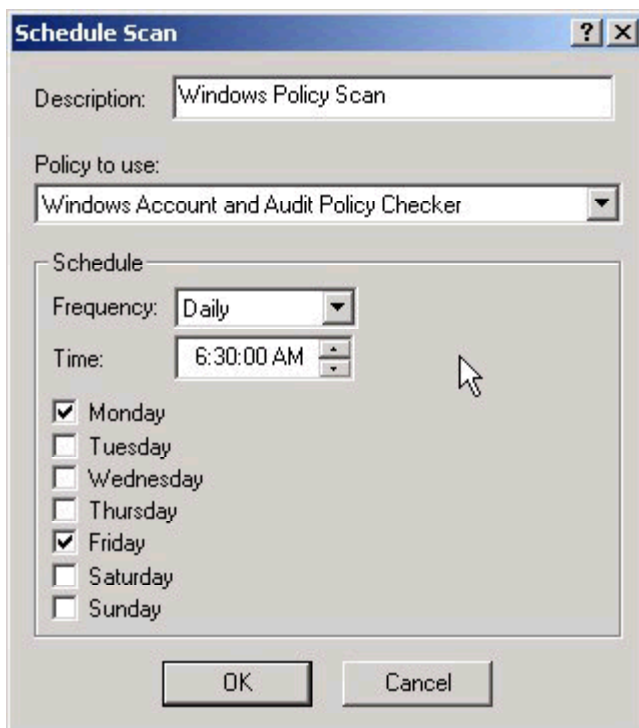 Schedule Scan
Description: Windows Policy Scan
Policy to use:
Windows Account and Audit Policy Checker
Schedule
Frequency: Daily
Time: 6:30:00 AM
Monday
Tuesday
Wednesday
Thursday
Friday
Saturday
Sunday
OK Cancel